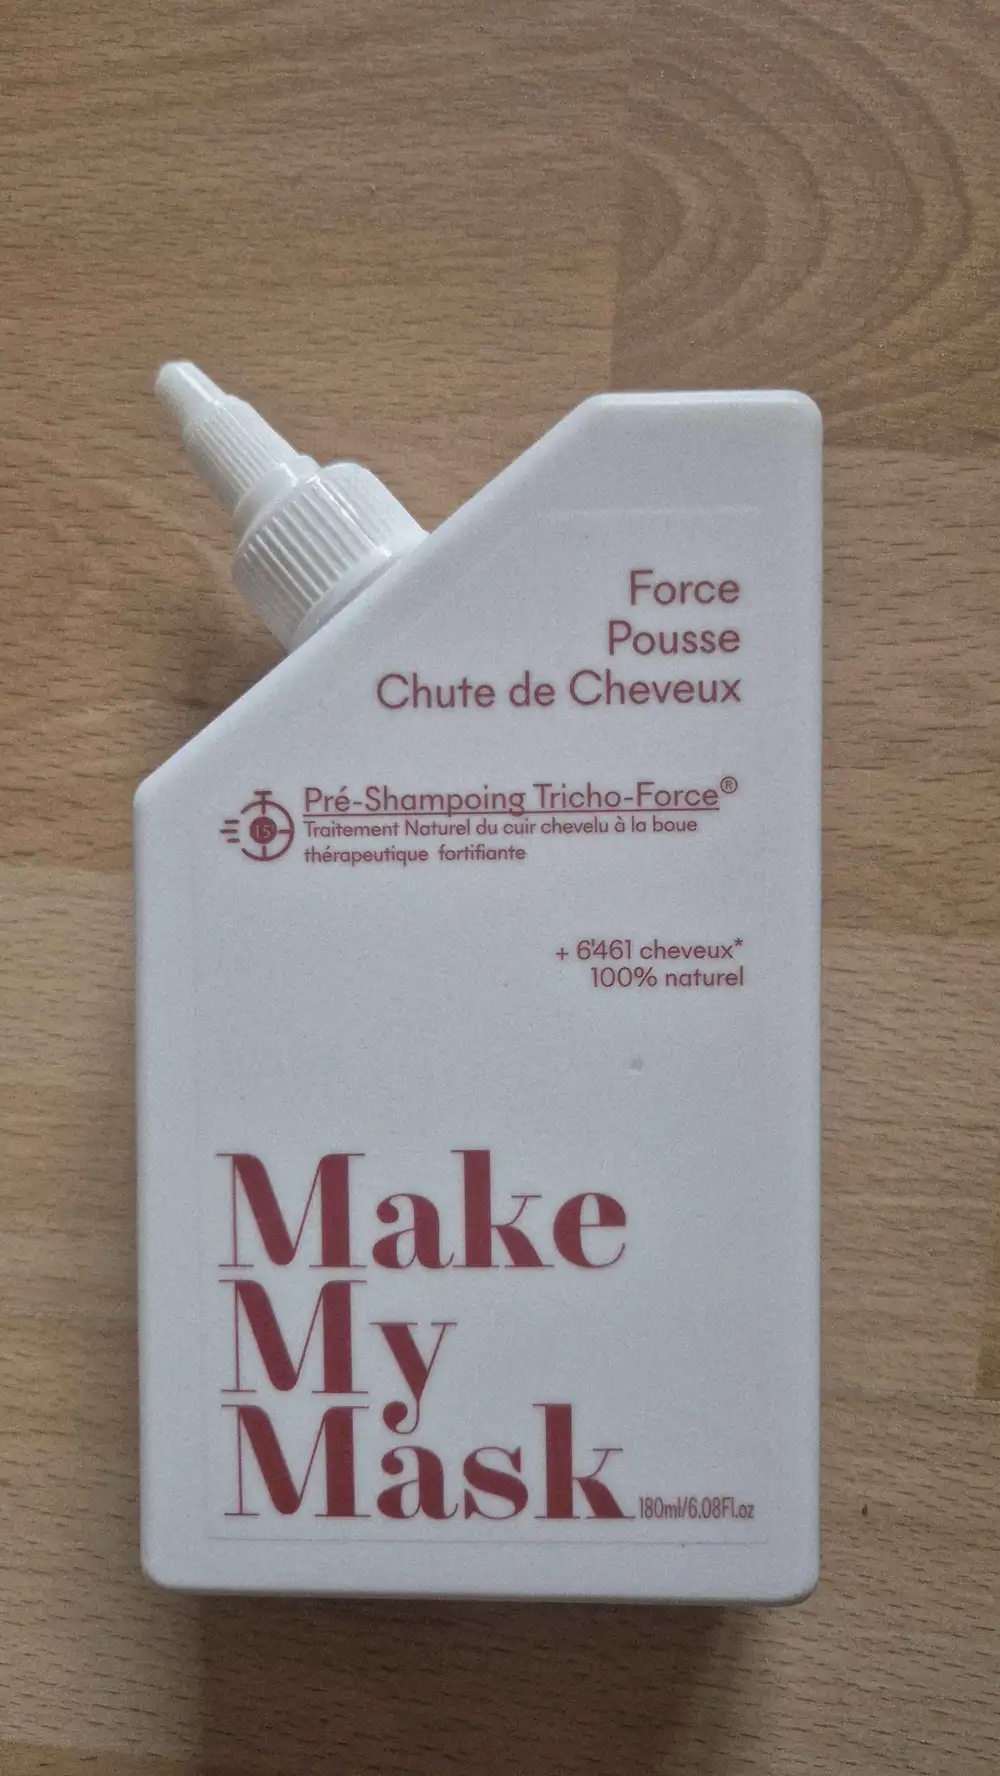 Force
Pousse
Chute de Cheveux
15'
Pré-Shampoing Tricho-Force®
Traitement Naturel du cuir chevelu à la boue
thérapeutique fortifiante
+ 6'461 cheveux*
100% naturel
Make
My
Mask
180ml/6.08Fl.oz